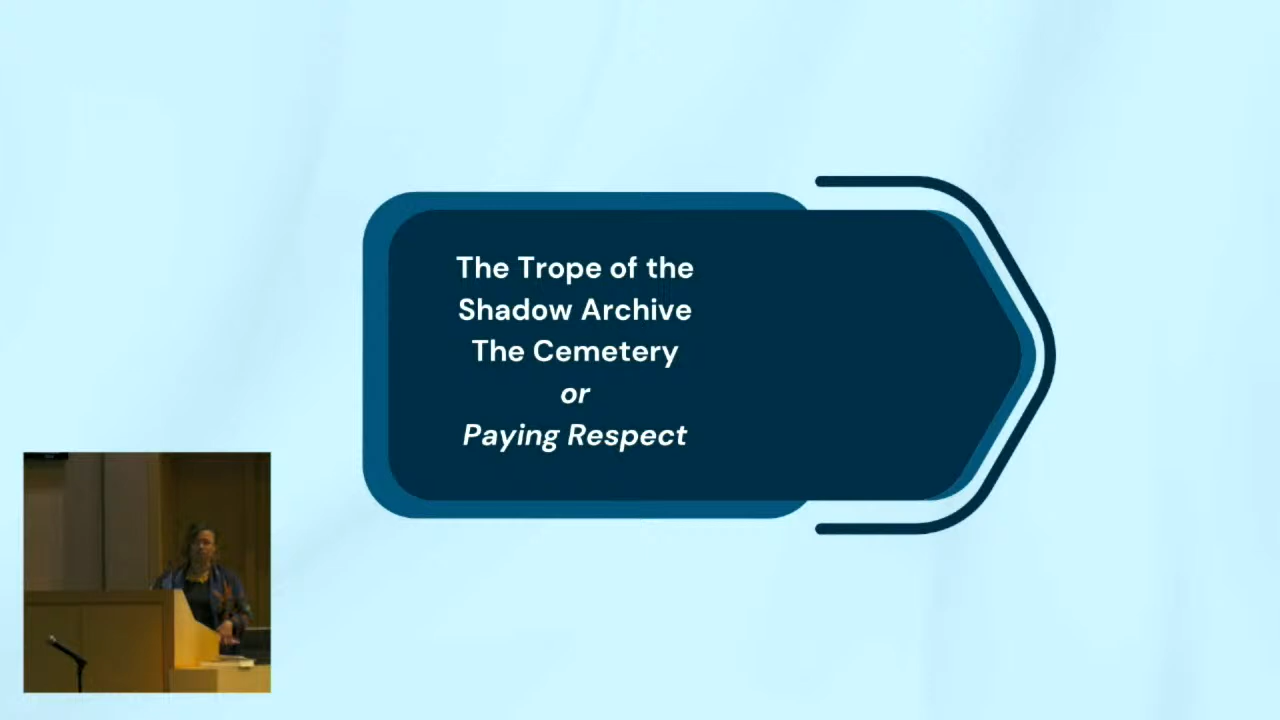 The Trope of the
Shadow Archive
The Cemetery
or
Paying Respect